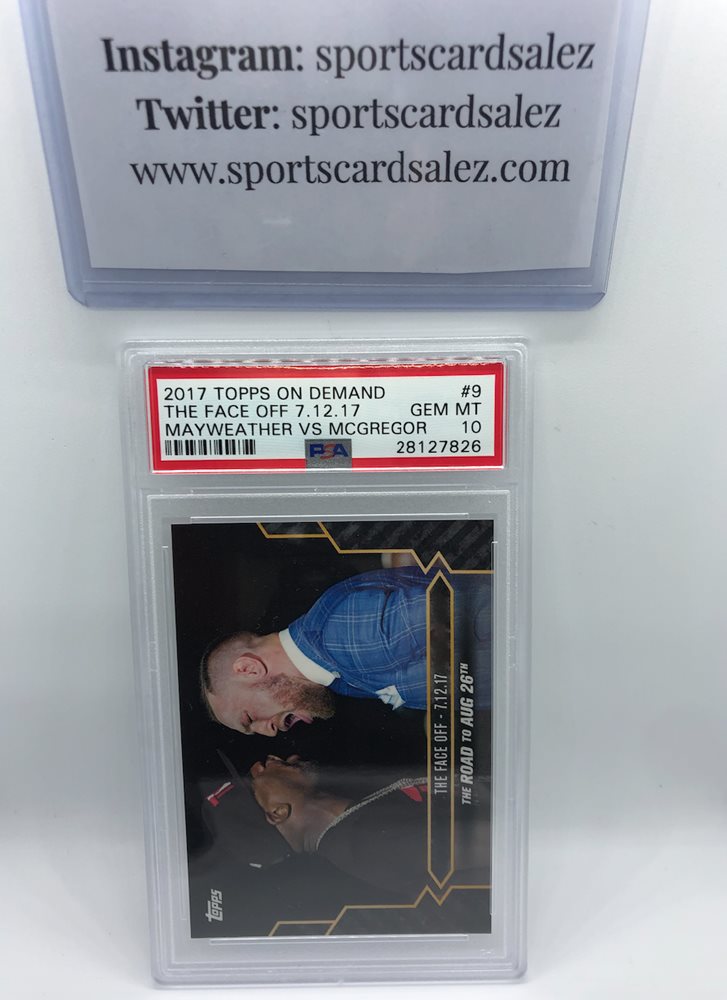 Instagram: sportscardsalez
Twitter: sportscardsalez
www.sportscardsalez.com
2017 TOPPS ON DEMAND #9
THE FACE OFF 7.12.17 GEM MT
MAYWEATHER VS MCGREGOR 10
PSA 28127826
THE FACE OFF - 7.12.17
THE ROAD TO AUG 26TH
topps